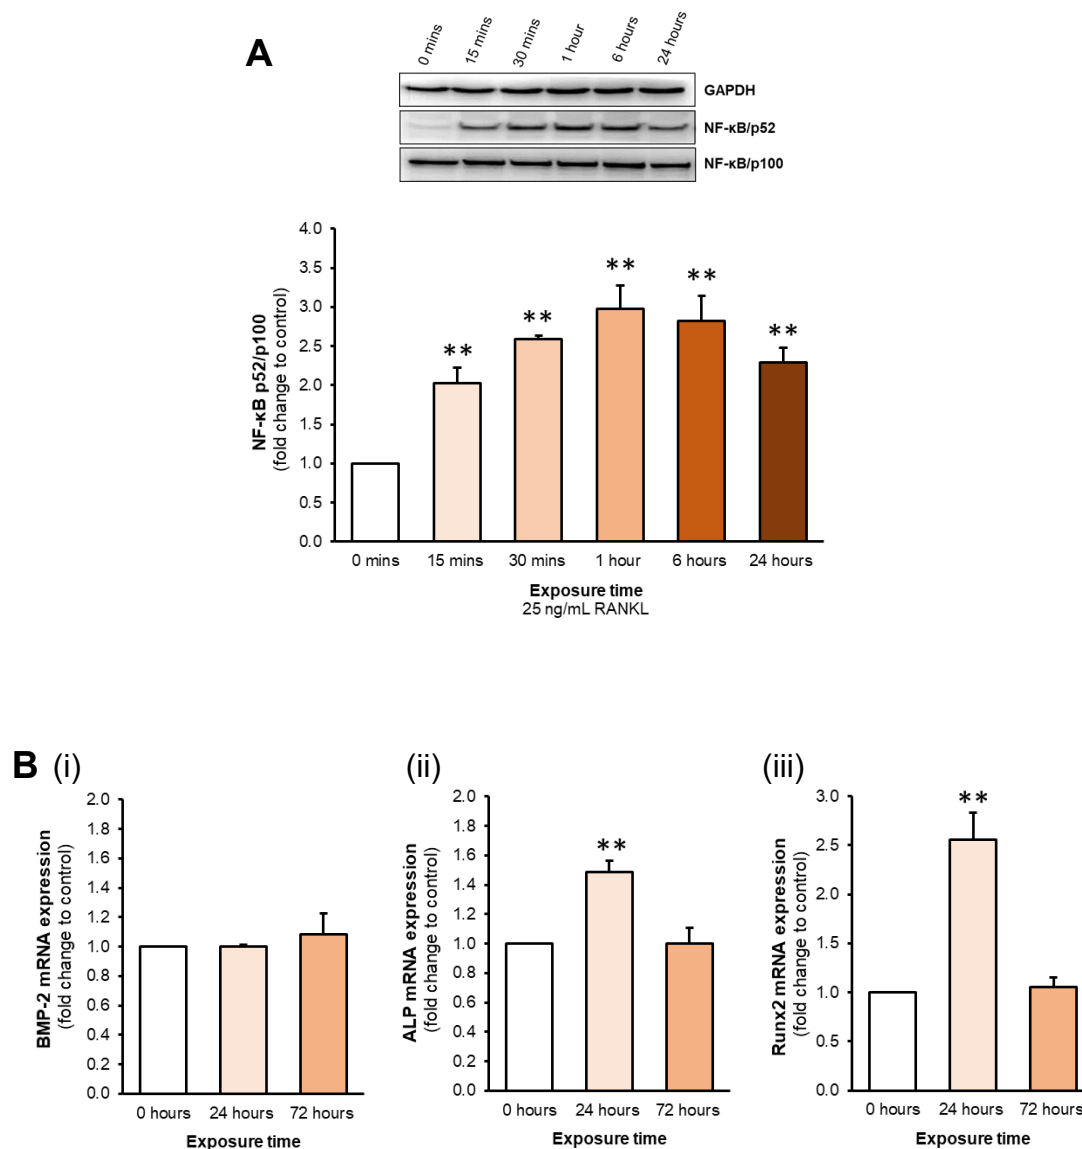 A
0 mins
15 mins
30 mins
1 hour
6 hours
24 hours
GAPDH
NF-κB/p52
NF-κB/p100
NF-κB p52/p100
(fold change to control)
4.0
3.5
3.0
2.5
2.0
1.5
1.0
0.5
0.0
**
**
**
**
**
0 mins
15 mins
30 mins
1 hour
6 hours
24 hours
Exposure time
25 ng/mL RANKL
B (i)
BMP-2 mRNA expression
(fold change to control)
2.0
1.8
1.6
1.4
1.2
1.0
0.8
0.6
0.4
0.2
0.0
0 hours
24 hours
72 hours
Exposure time
(ii)
ALP mRNA expression
(fold change to control)
2.0
1.8
1.6
1.4
1.2
1.0
0.8
0.6
0.4
0.2
0.0
**
0 hours
24 hours
72 hours
Exposure time
(iii)
Runx2 mRNA expression
(fold change to control)
3.0
2.5
2.0
1.5
1.0
0.5
0.0
**
0 hours
24 hours
72 hours
Exposure time